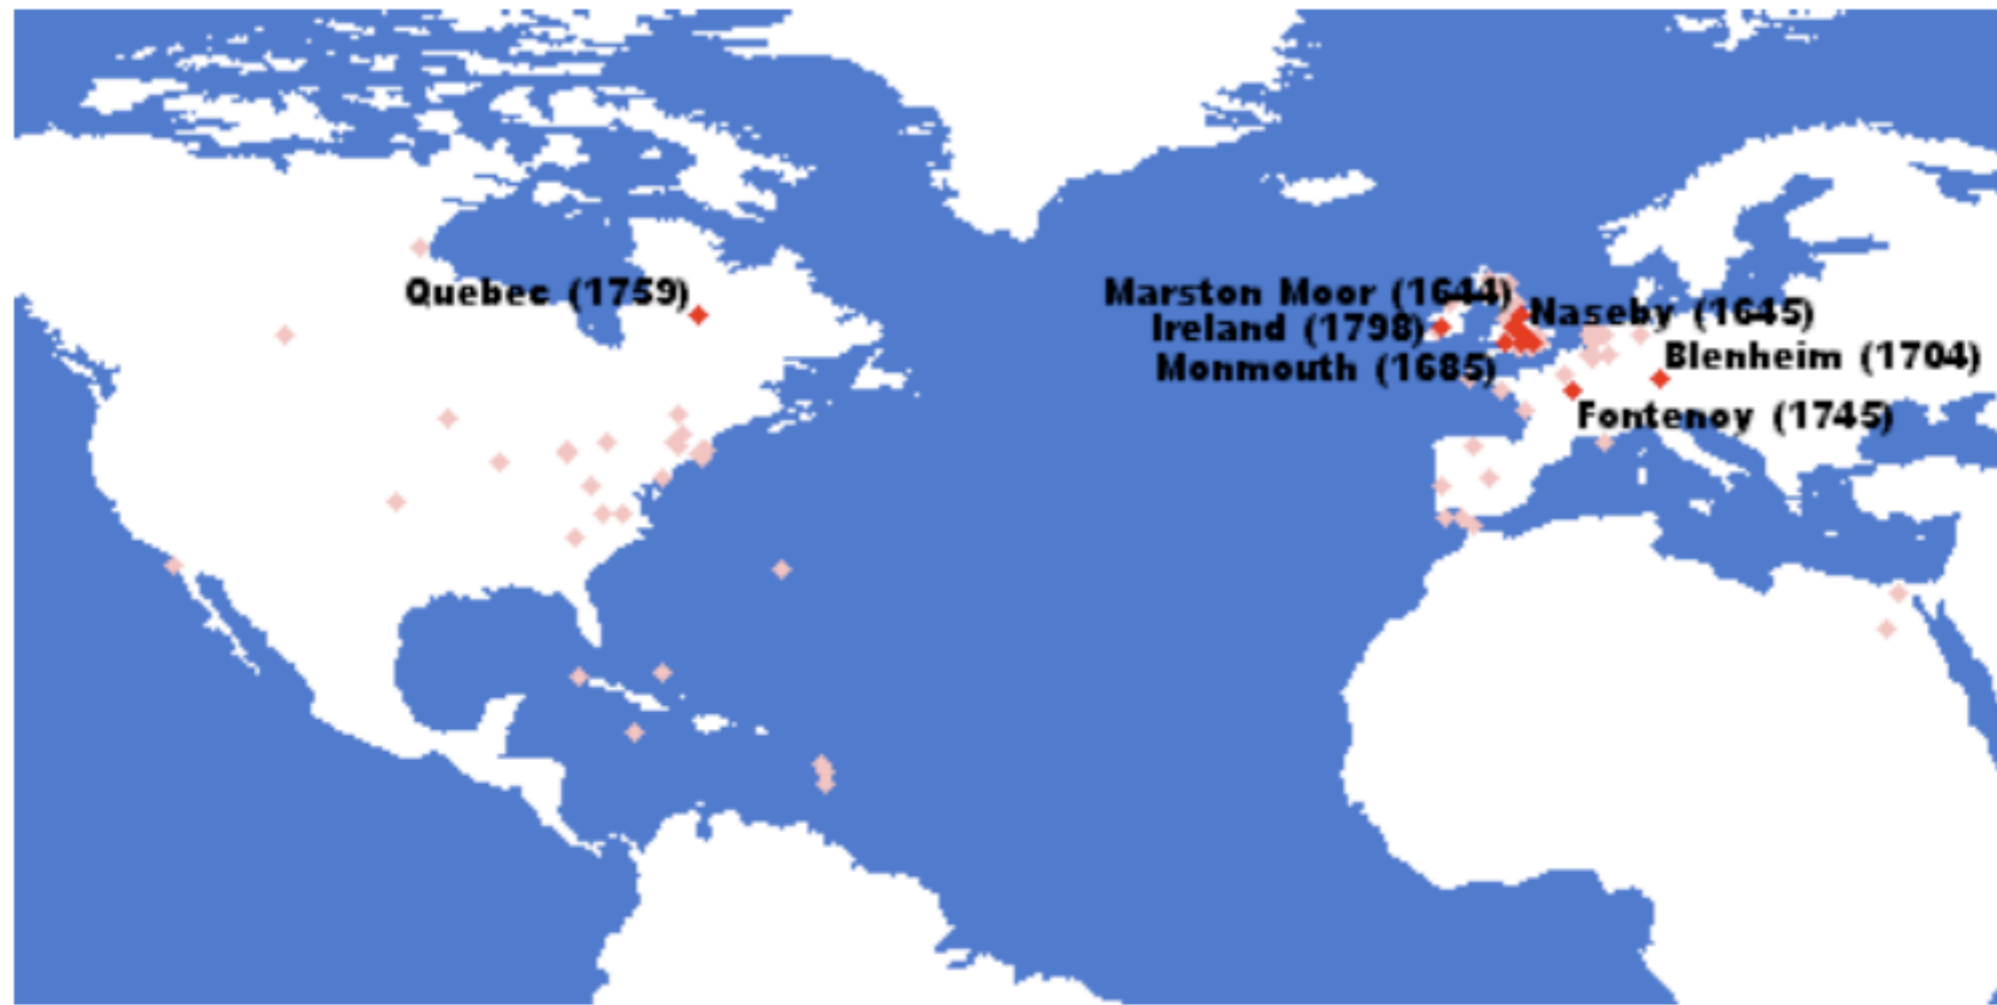 Quebec (1759)
Marston Moor (1644)
Naseby (1645)
Ireland (1798)
Blenheim (1704)
Monmouth (1685)
Fontenoy (1745)